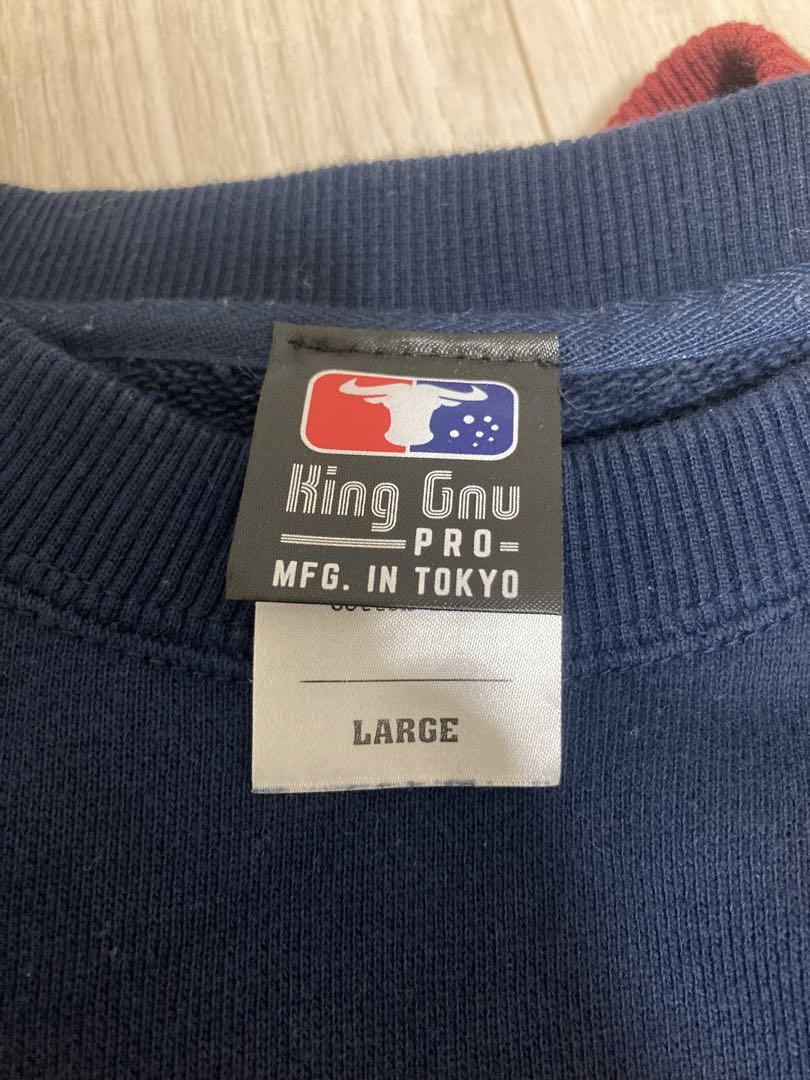 King Gnu
PRO
MFG. IN TOKYO
LARGE